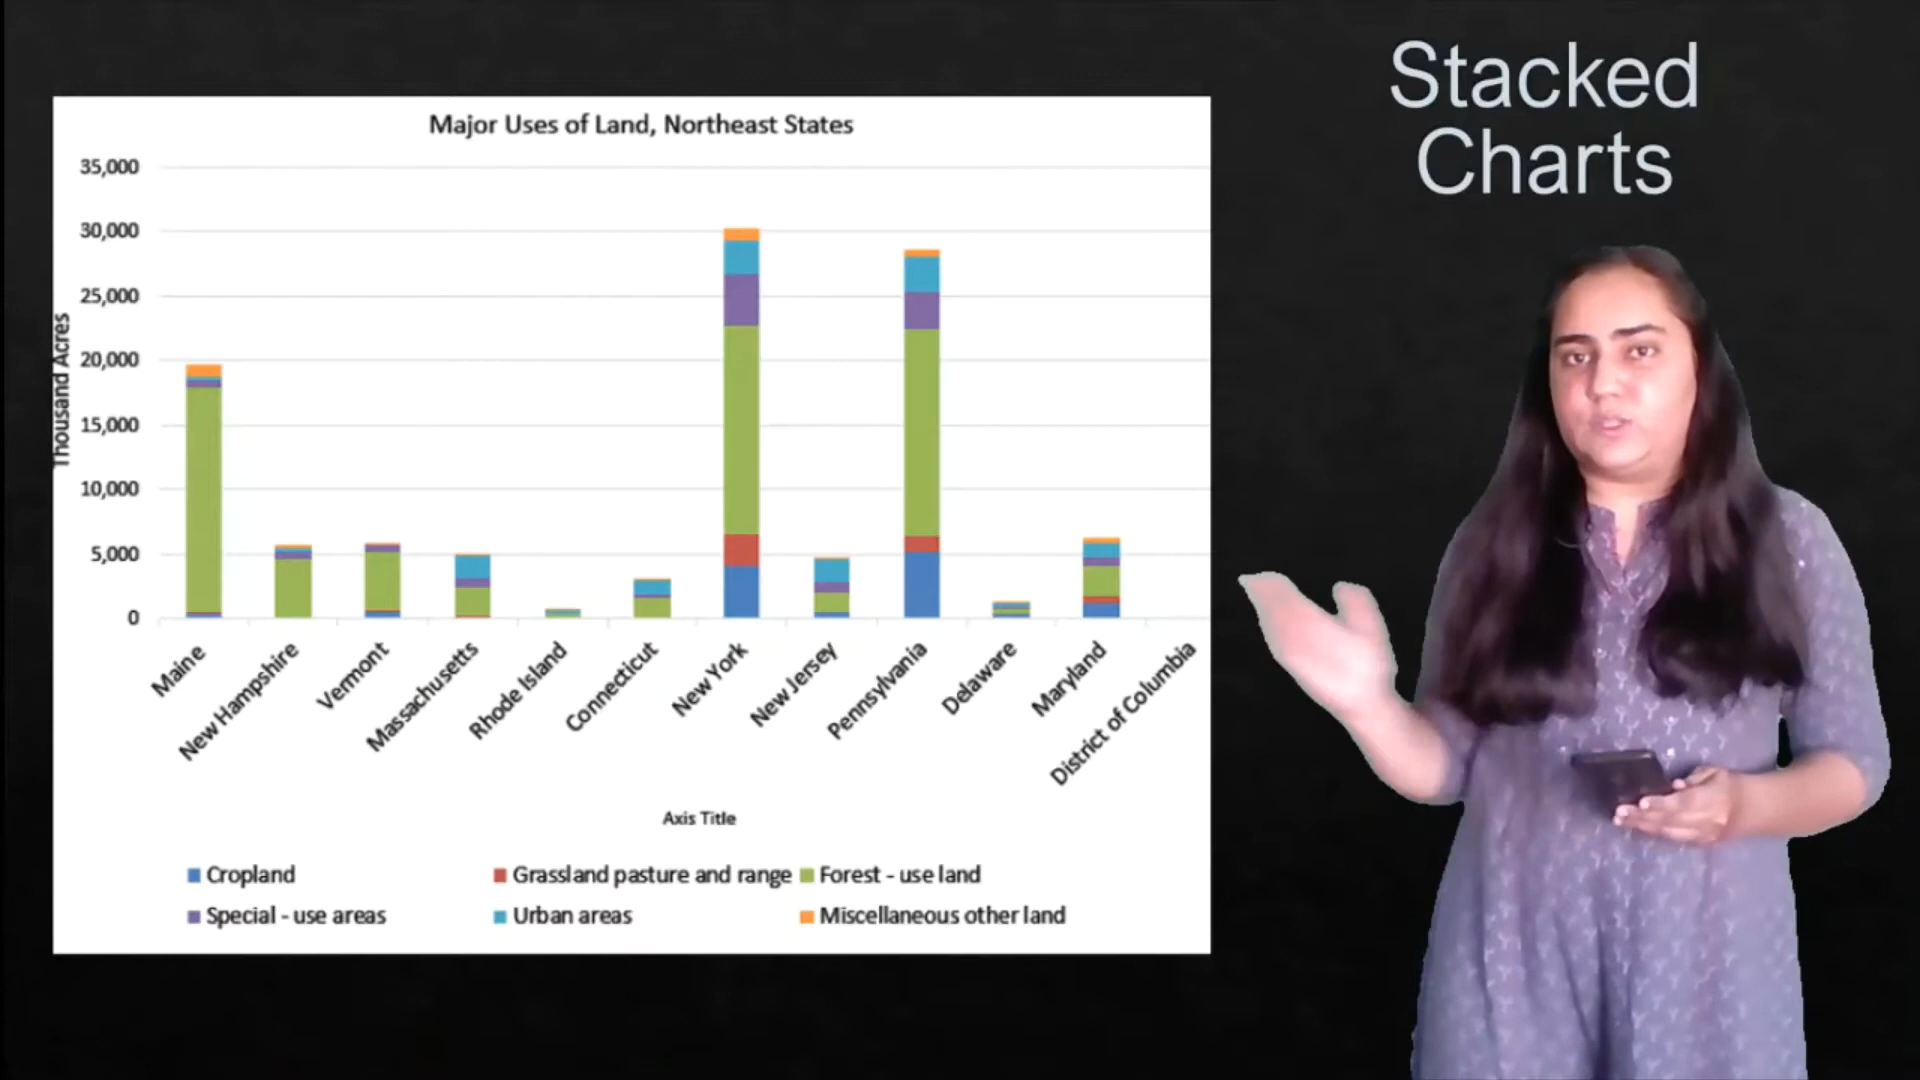 Stacked
Charts
Major Uses of Land, Northeast States
35,000
30,000
25,000
20,000
15,000
10,000
5,000
0
Thousand Acres
Maine
New Hampshire
Vermont
Massachusetts
Rhode Island
Connecticut
New York
New Jersey
Pennsylvania
Delaware
Maryland
District of Columbia
Axis Title
Cropland
Grassland pasture and range
Forest - use land
Special - use areas
Urban areas
Miscellaneous other land